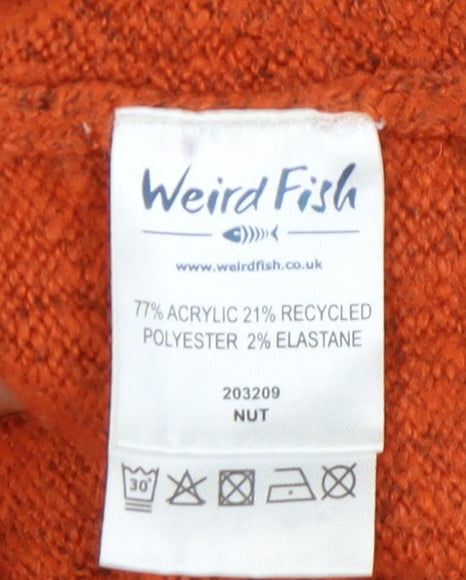 Weird Fish
www.weirdfish.co.uk
77% ACRYLIC 21% RECYCLED
POLYESTER 2% ELASTANE
203209
NUT
30°